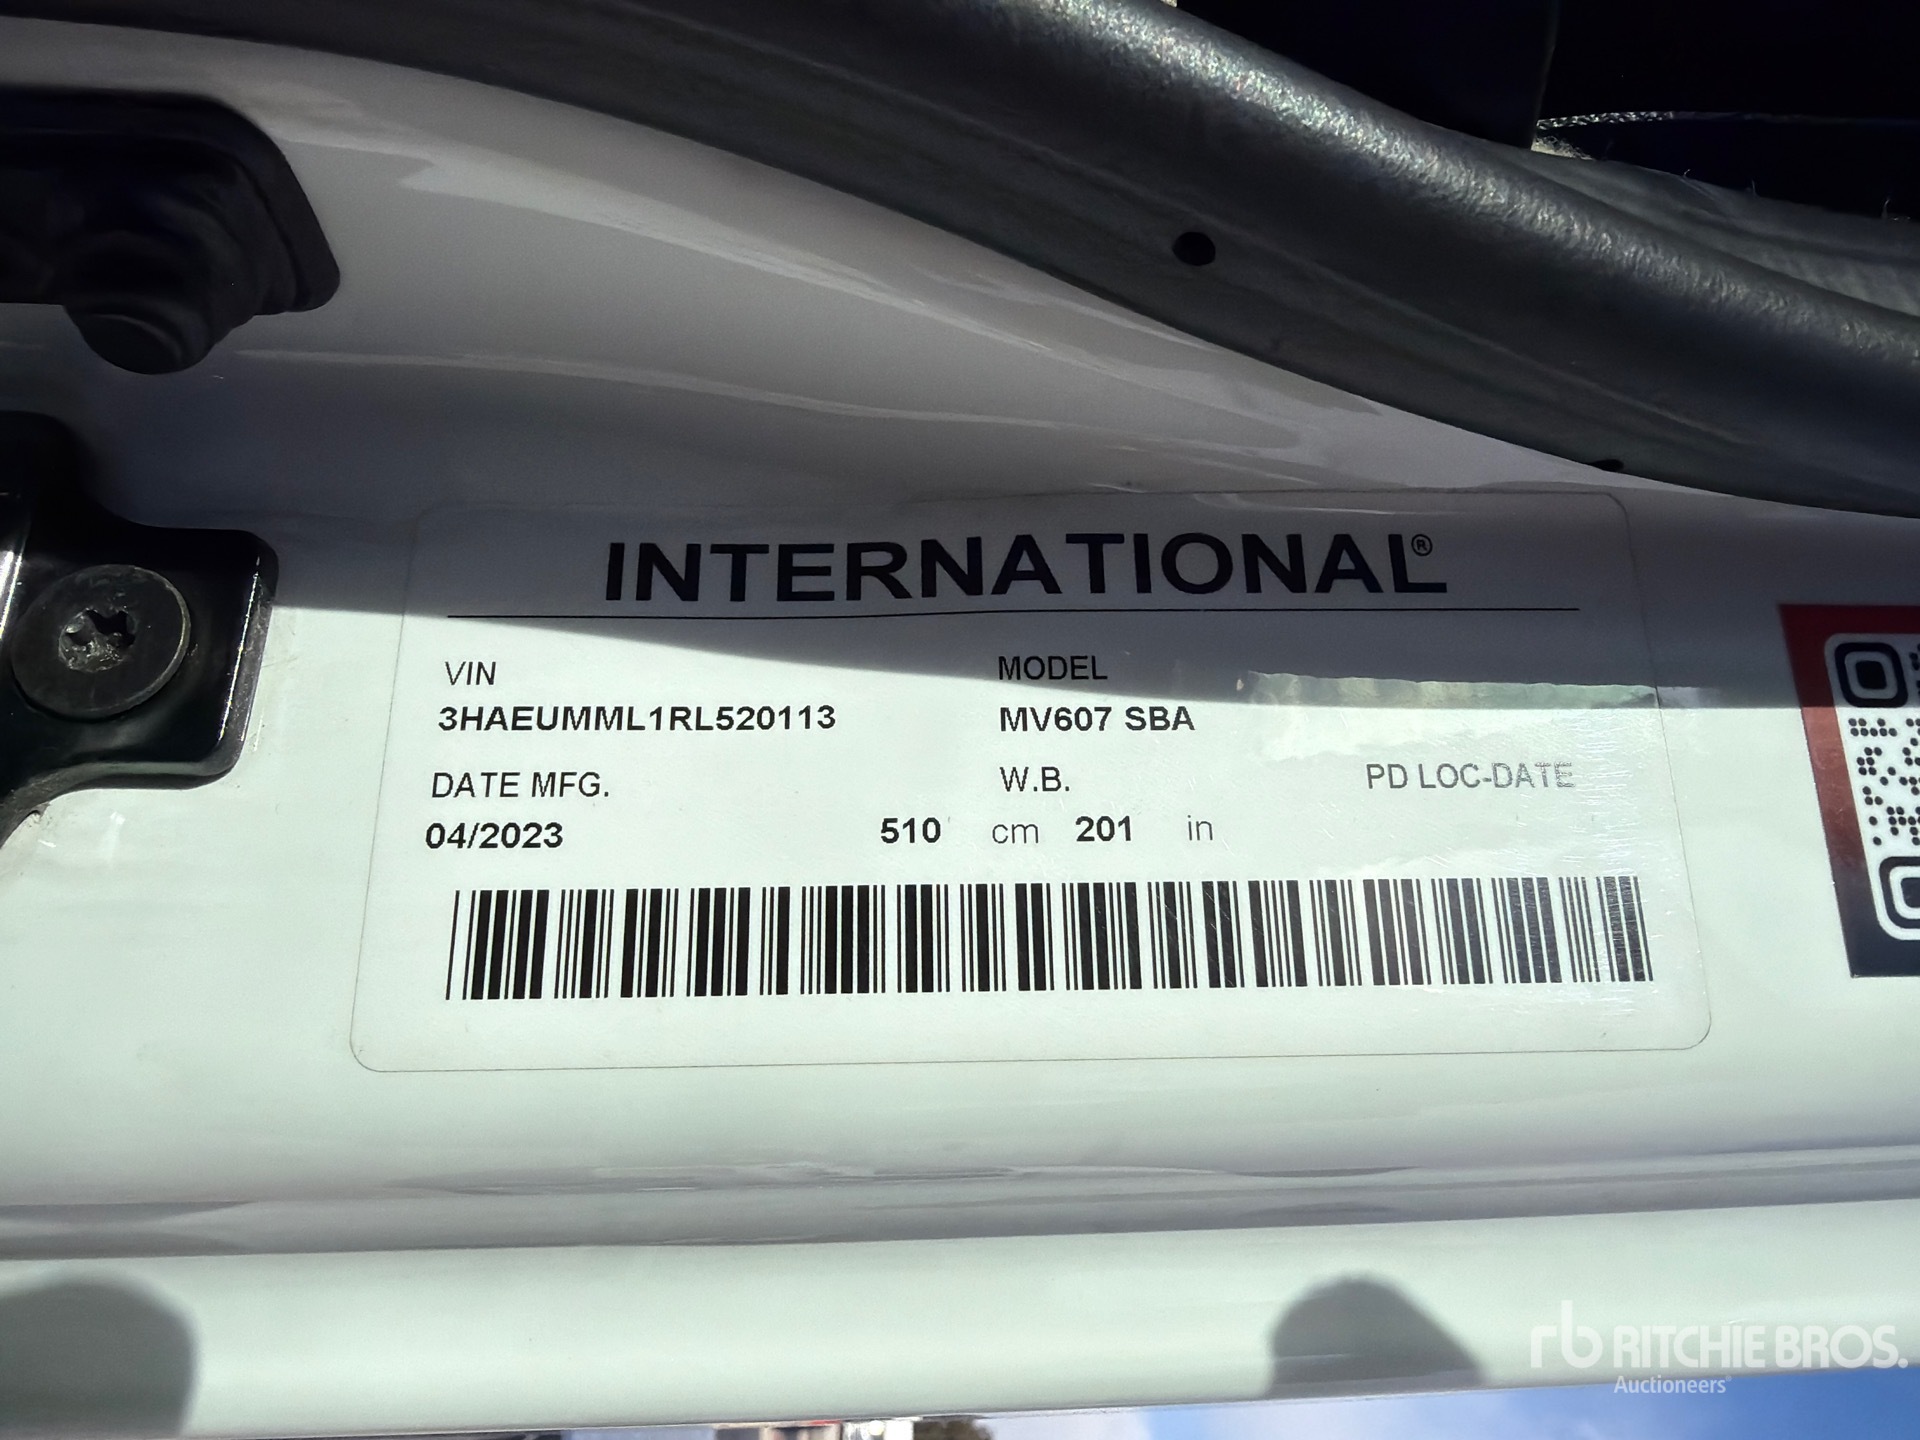 INTERNATIONAL®
VIN MODEL
3HAEUMML1RL520113 MV607 SBA
DATE MFG. W.B. PD LOC-DATE
04/2023 510 cm 201 in
rb RITCHIE BROS.
Auctioneers